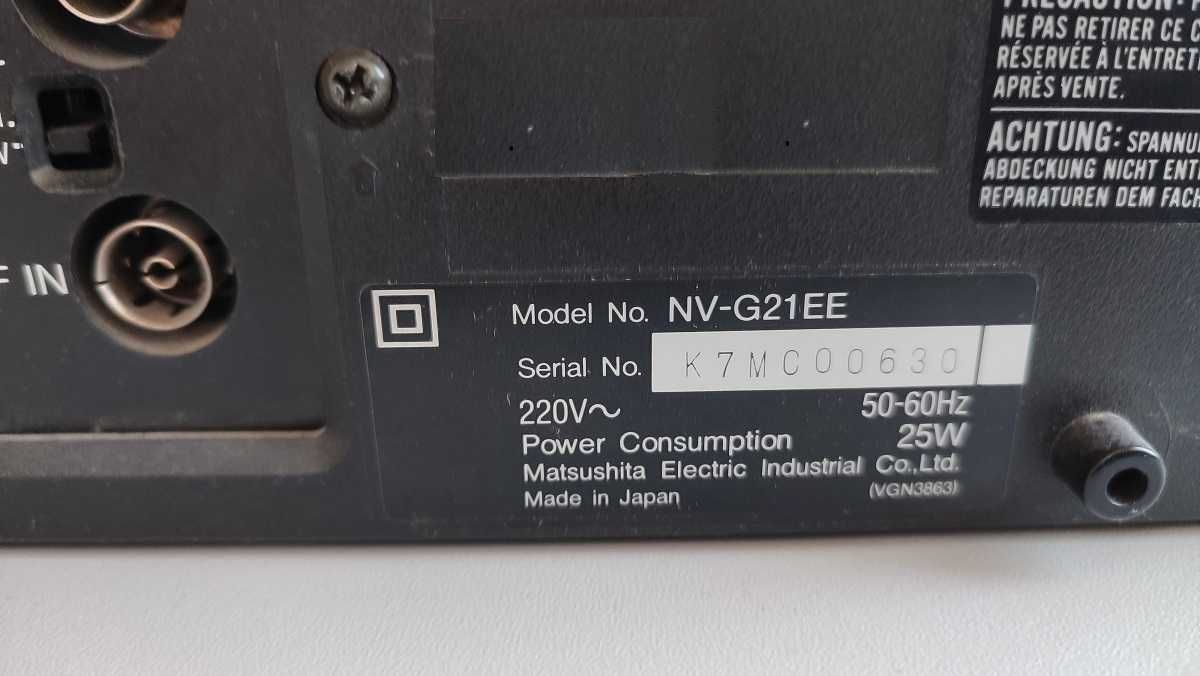 F IN
PRÉCAUTION:
NE PAS RETIRER CE
RÉSERVÉE À L'ENTRET
APRÈS VENTE.
ACHTUNG: SPANNU
ABDECKUNG NICHT ENT
REPARATUREN DEM FACH
Model No. NV-G21EE
Serial No. K7MC00630
220V~ 50-60Hz
Power Consumption 25W
Matsushita Electric Industrial Co.,Ltd.
Made in Japan (VGN3863)